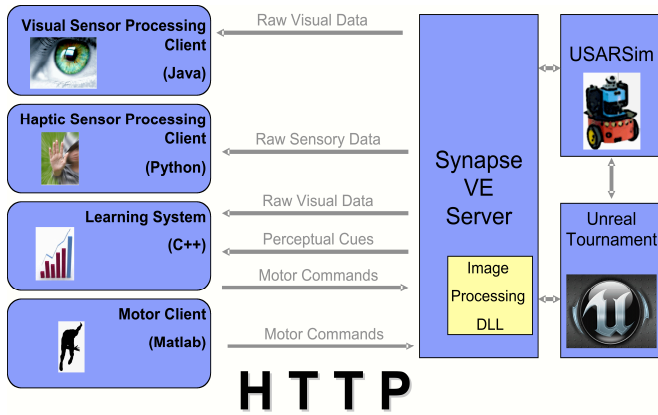 Visual Sensor Processing
Client
(Java)
Raw Visual Data
Haptic Sensor Processing
Client
(Python)
Raw Sensory Data
Learning System
(C++)
Raw Visual Data
Perceptual Cues
Motor Commands
Motor Client
(Matlab)
Motor Commands
HTTP
Synapse
VE
Server
Image
Processing
DLL
USARSim
Unreal
Tournament